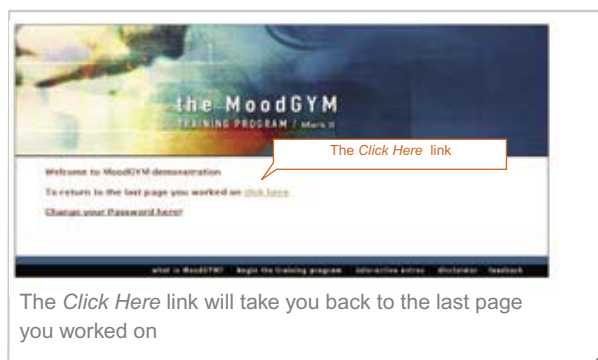 the MoodGYM
TRAINING PROGRAM / Mark II
The Click Here link
Welcome to MoodGYM demonstration
To return to the last page you worked on click here
Change your Password here!
what is MoodGYM? begin the training program interactive extras disclaimer feedback
The Click Here link will take you back to the last page
you worked on